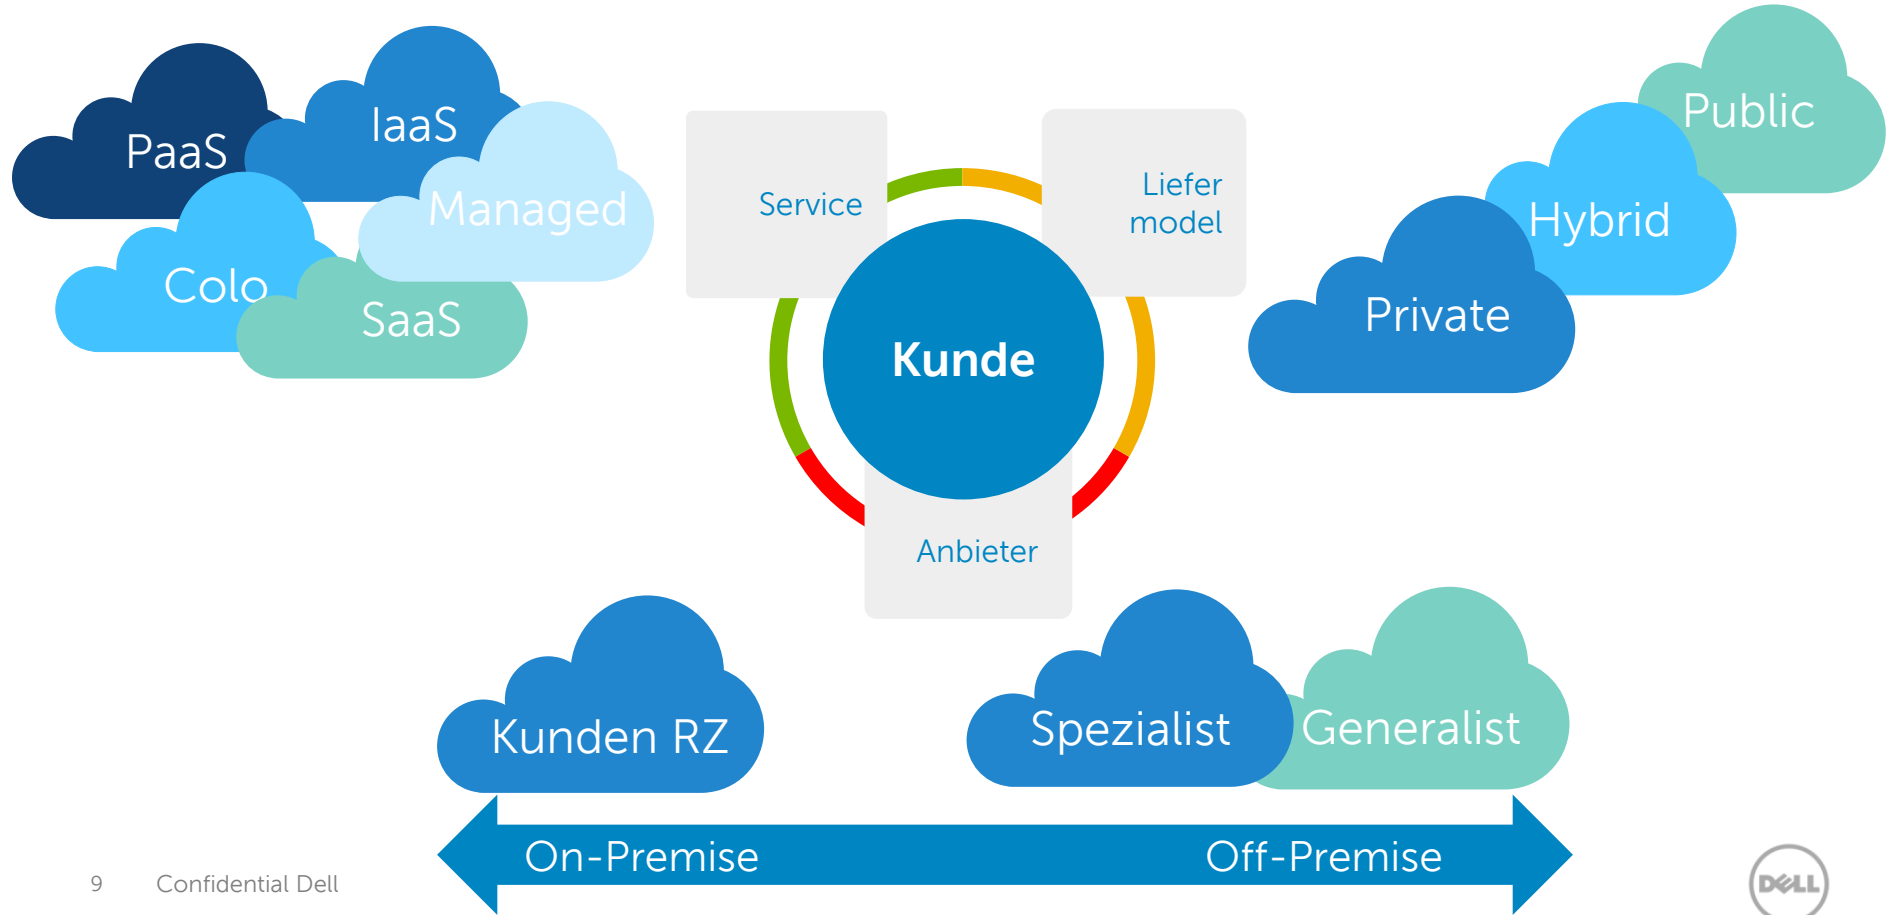 PaaS
IaaS
Managed
Colo
SaaS
Service
Liefer
model
Kunde
Anbieter
Public
Hybrid
Private
Kunden RZ
Spezialist
Generalist
On-Premise
Off-Premise
9
Confidential Dell
DELL